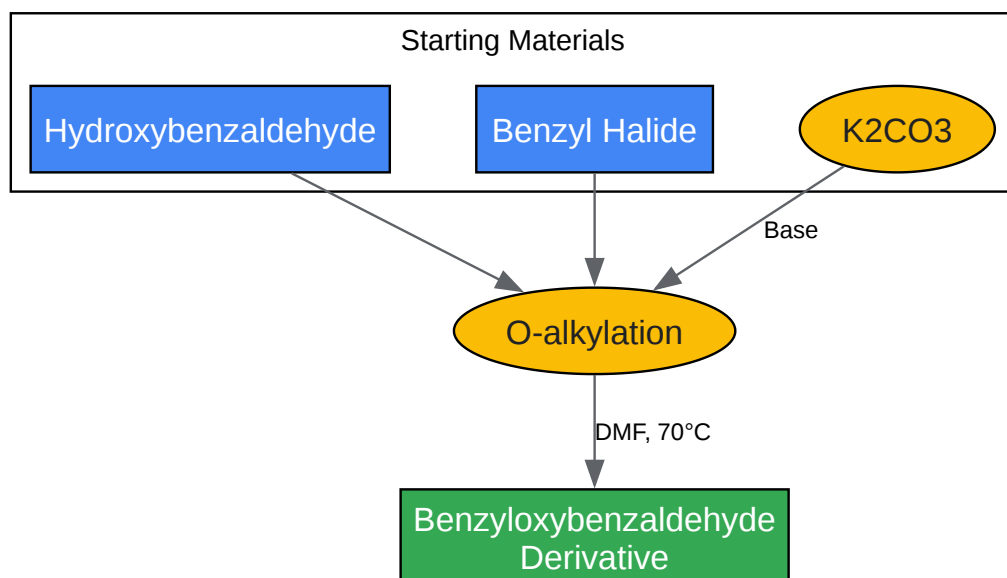 Starting Materials
Hydroxybenzaldehyde
Benzyl Halide
K2CO3
Base
O-alkylation
DMF, 70°C
Benzyloxybenzaldehyde
Derivative